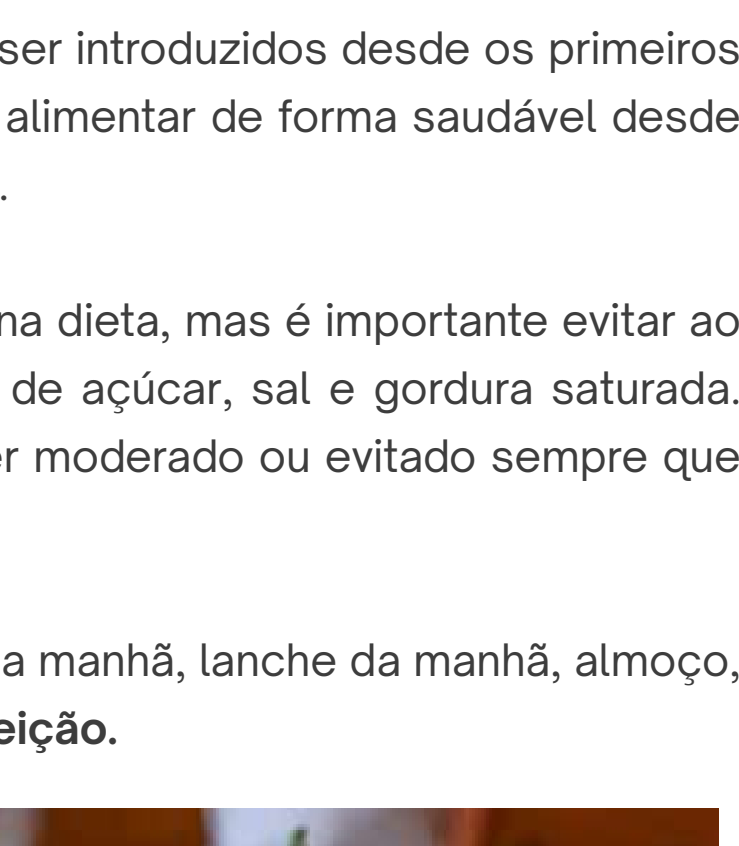 ser introduzidos desde os primeiros
alimentar de forma saudável desde
.
na dieta, mas é importante evitar ao
de açúcar, sal e gordura saturada.
er moderado ou evitado sempre que
a manhã, lanche da manhã, almoço,
eição.